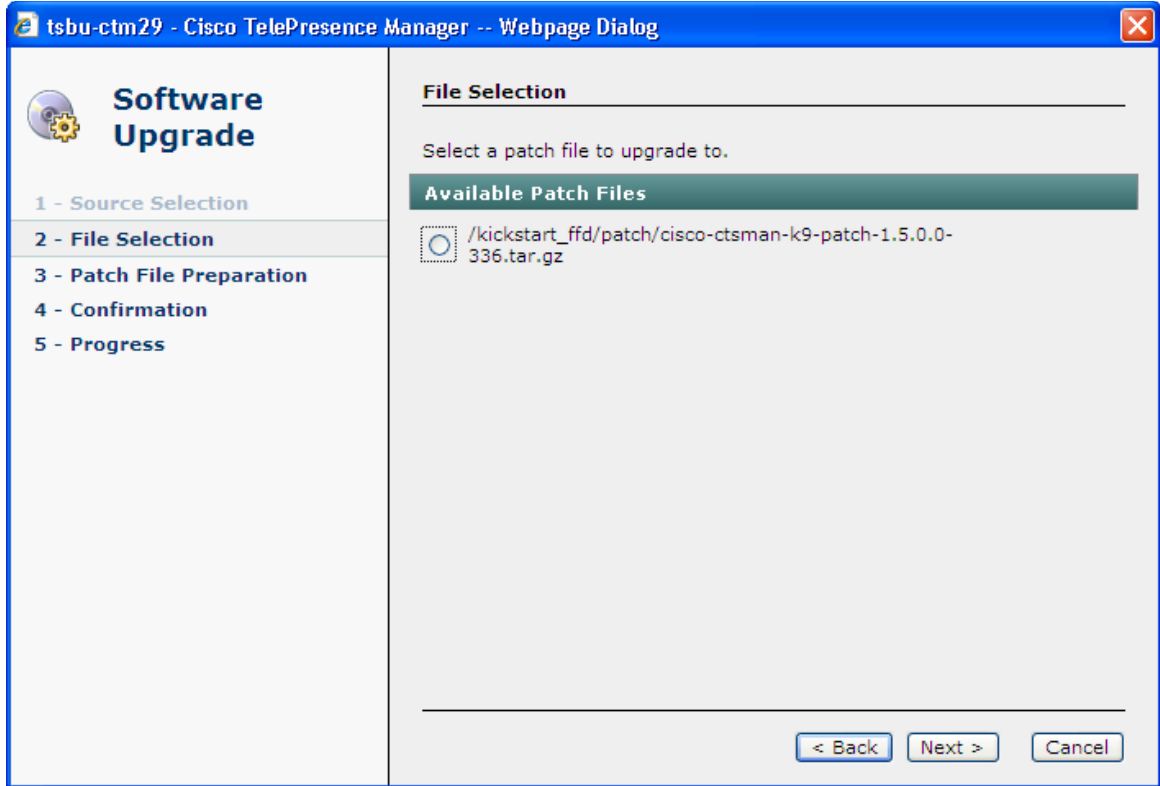 tsbu-ctm29 - Cisco TelePresence Manager -- Webpage Dialog
Software
Upgrade
1 - Source Selection
2 - File Selection
3 - Patch File Preparation
4 - Confirmation
5 - Progress
File Selection
Select a patch file to upgrade to.
Available Patch Files
/kickstart_ffd/patch/cisco-ctsman-k9-patch-1.5.0.0-
336.tar.gz
< Back Next > Cancel